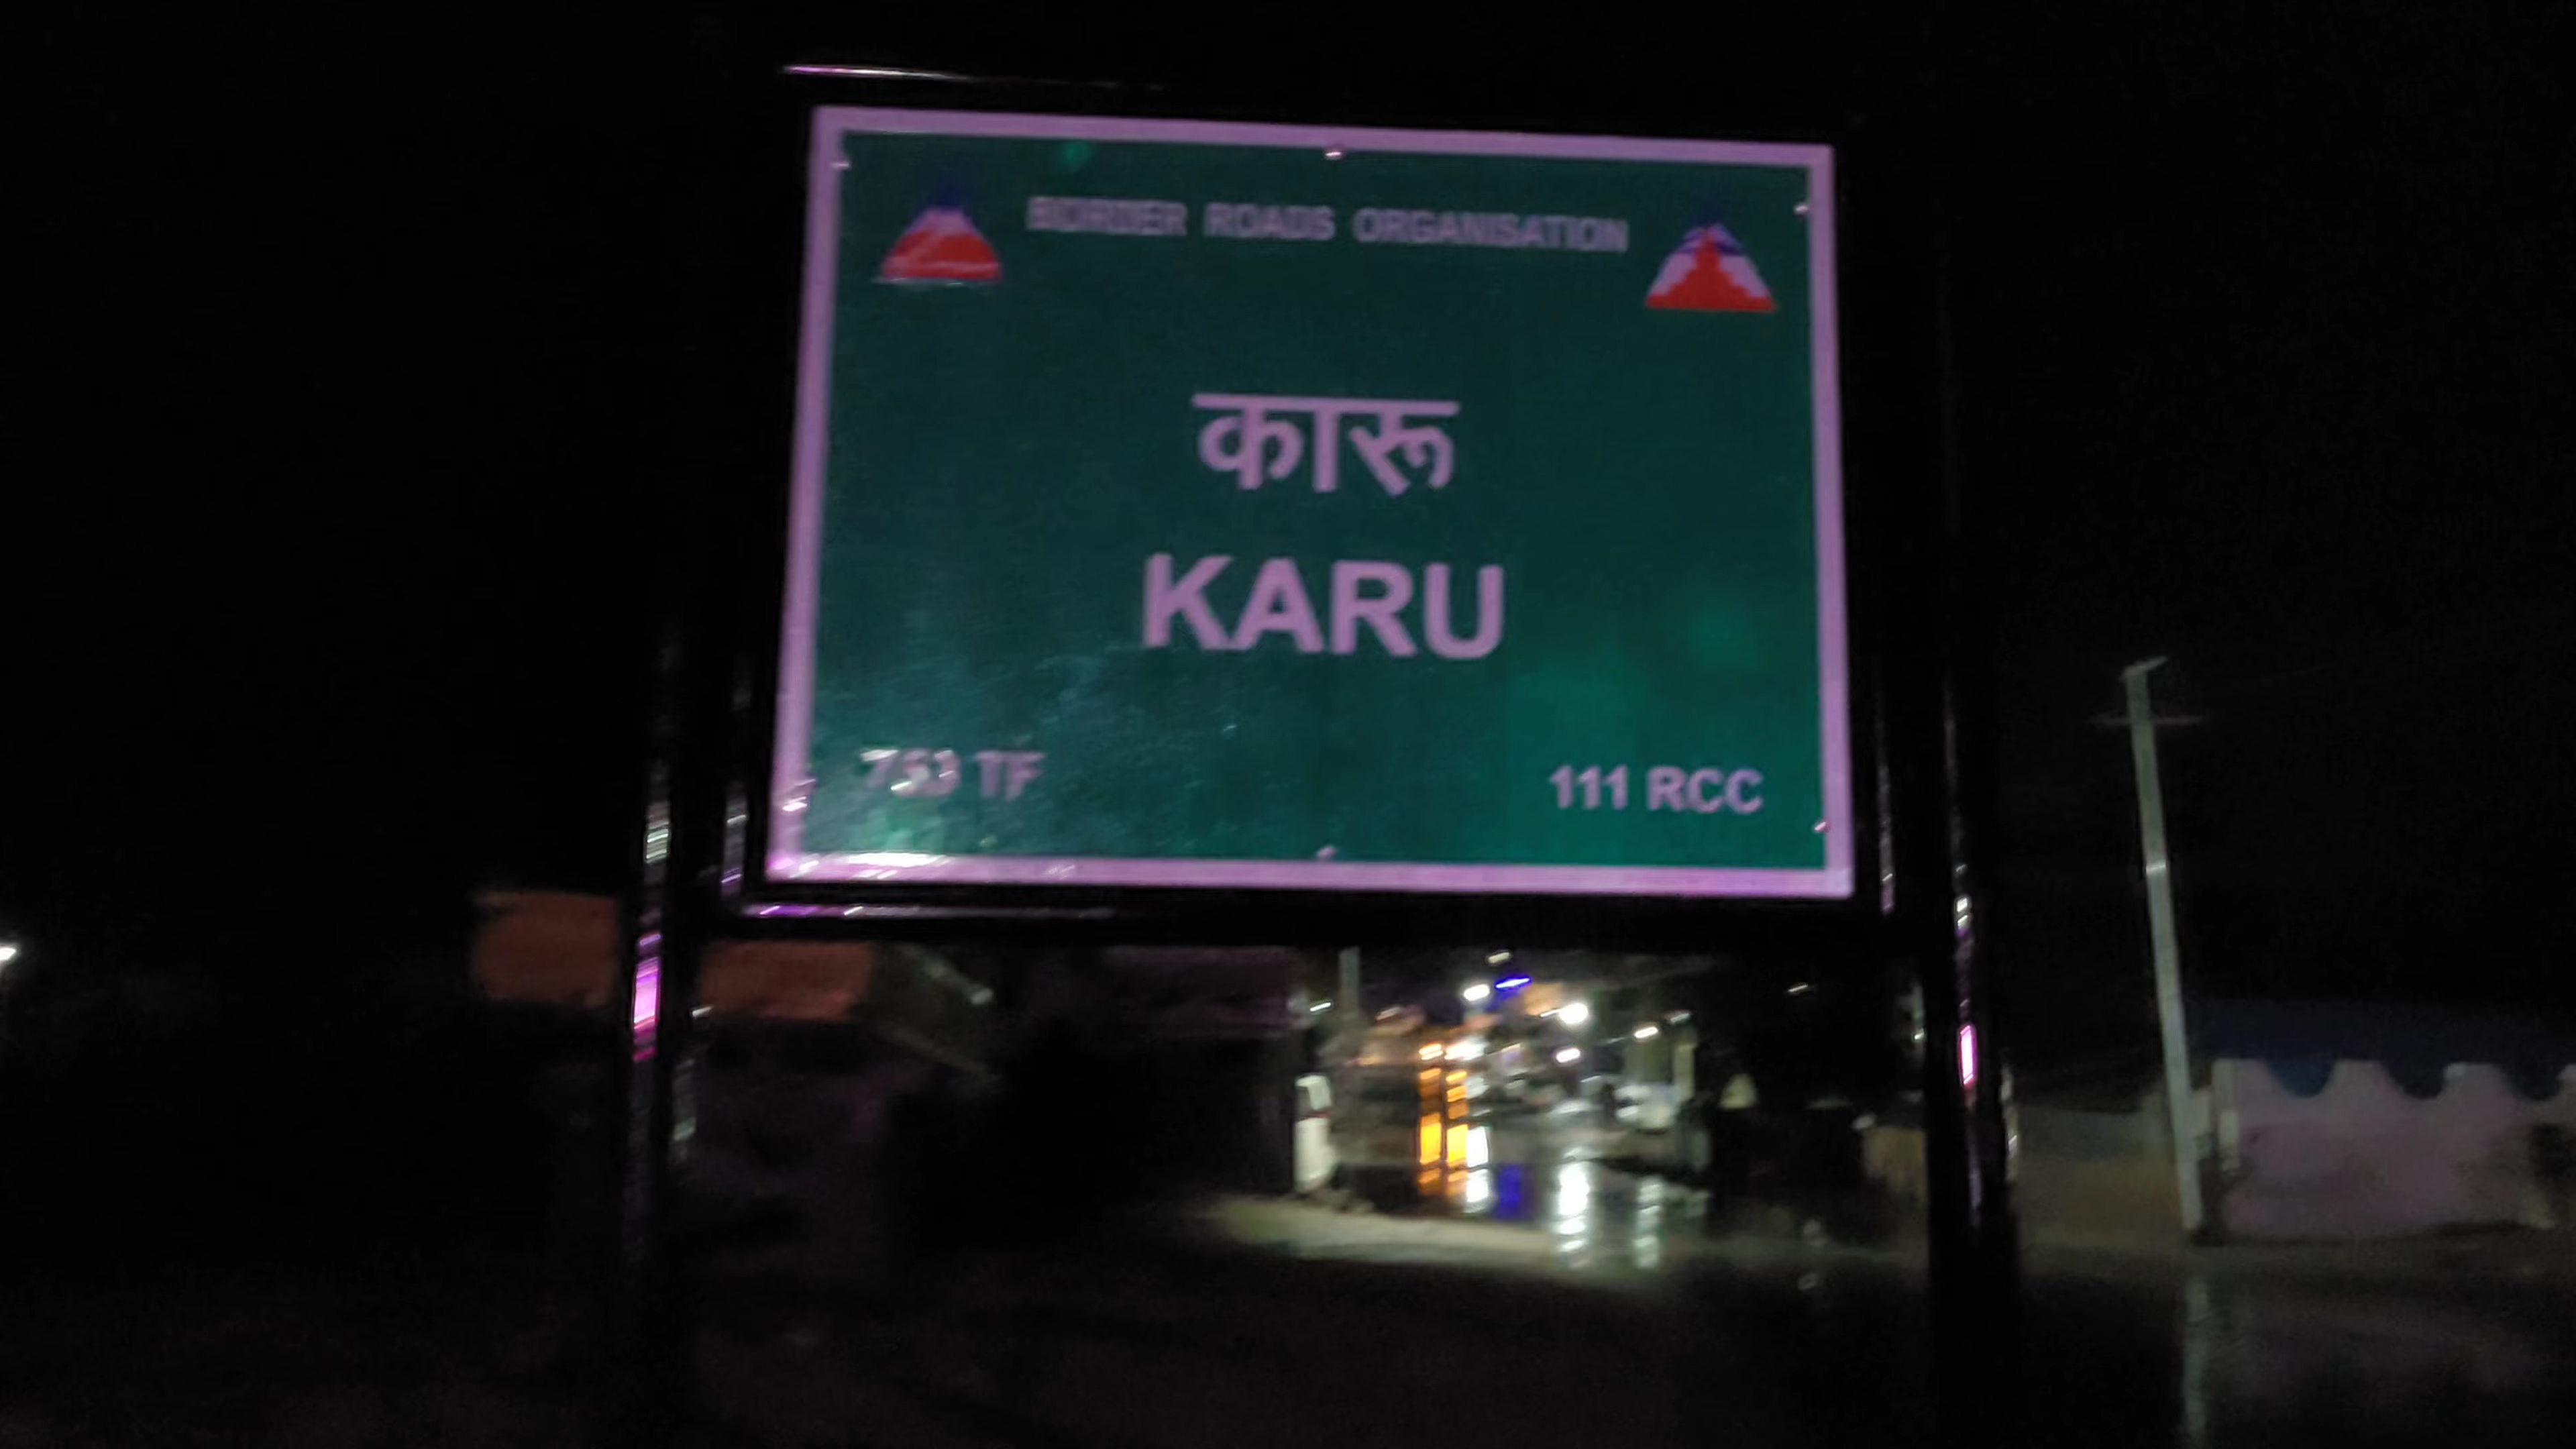 BORDER ROADS ORGANISATION
कारू
KARU
753 TF 111 RCC